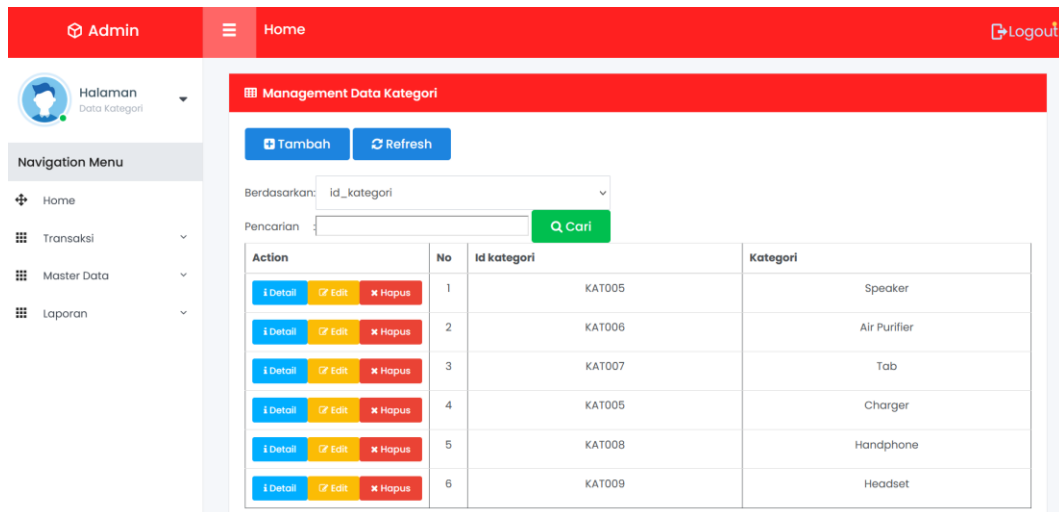 Admin
Home
Logout
Halaman
Data Kategori
Navigation Menu
Home
Transaksi
Master Data
Laporan
Management Data Kategori
Tambah Refresh
Berdasarkan: id_kategori
Pencarian :
Cari
Action No Id kategori Kategori
Detail Edit Hapus 1 KAT005 Speaker
Detail Edit Hapus 2 KAT006 Air Purifier
Detail Edit Hapus 3 KAT007 Tab
Detail Edit Hapus 4 KAT005 Charger
Detail Edit Hapus 5 KAT008 Handphone
Detail Edit Hapus 6 KAT009 Headset